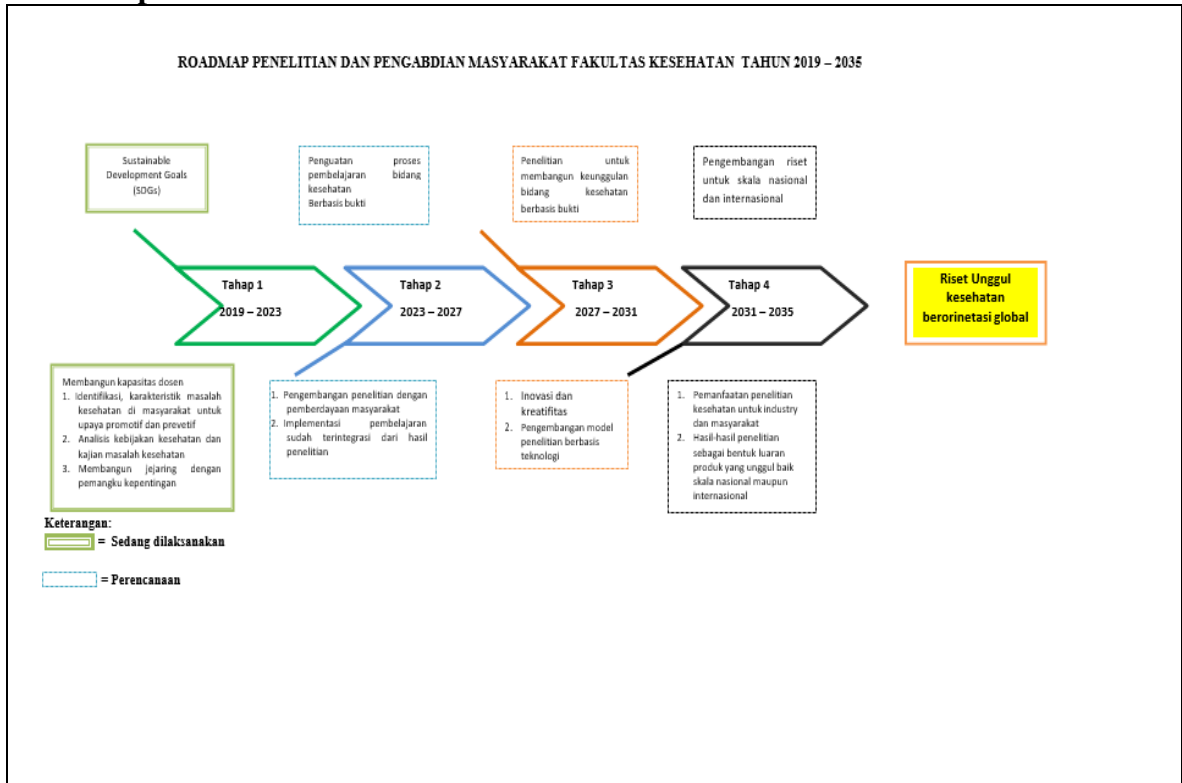 ROADMAP PENELITIAN DAN PENGABDIAN MASYARAKAT FAKULTAS KESEHATAN TAHUN 2019 – 2035
Sustainable
Development Goals
(SDGs)
Penguatan proses
pembelajaran bidang
kesehatan
Berbasis bukti
Penelitian untuk
membangun keunggulan
bidang kesehatan
berbasis bukti
Pengembangan riset
untuk skala nasional
dan internasional
Tahap 1
2019 – 2023
Tahap 2
2023 – 2027
Tahap 3
2027 – 2031
Tahap 4
2031 – 2035
Riset Unggul
kesehatan
berorinetasi global
Membangun kapasitas dosen
1. Identifikasi, karakteristik masalah
kesehatan di masyarakat untuk
upaya promotif dan prevetif
2. Analisis kebijakan kesehatan dan
kajian masalah kesehatan
3. Membangun jejaring dengan
pemangku kepentingan
1. Pengembangan penelitian dengan
pemberdayaan masyarakat
2. Implementasi pembelajaran
sudah terintegrasi dari hasil
penelitian
1. Inovasi dan
kreatifitas
2. Pengembangan model
penelitian berbasis
teknologi
1. Pemanfaatan penelitian
kesehatan untuk industry
dan masyarakat
2. Hasil-hasil penelitian
sebagai bentuk luaran
produk yang unggul baik
skala nasional maupun
internasional
Keterangan:
= Sedang dilaksanakan
= Perencanaan